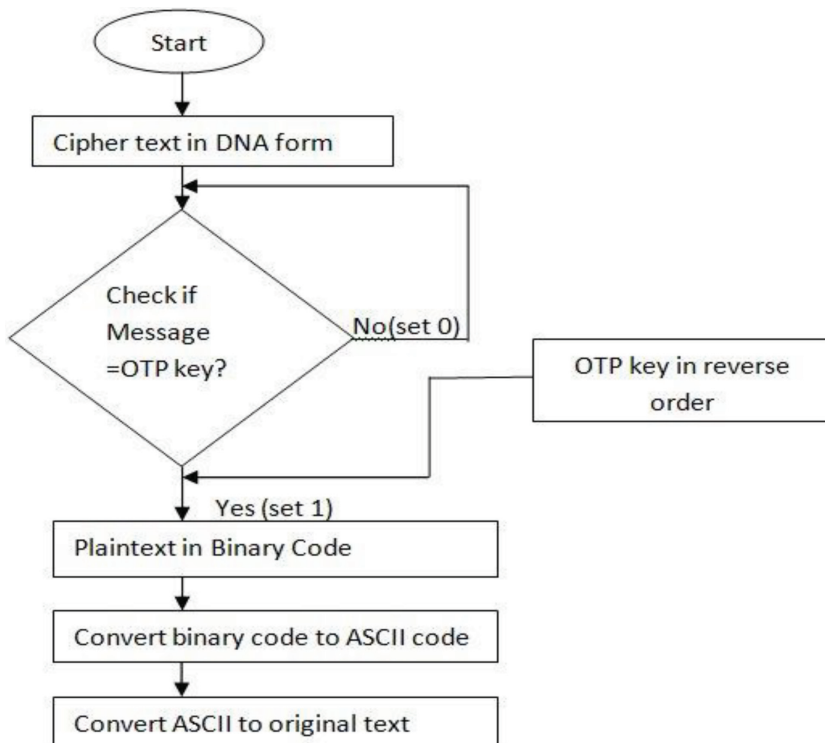 Start
Cipher text in DNA form
Check if
Message
=OTP key?
No(set 0)
OTP key in reverse
order
Yes (set 1)
Plaintext in Binary Code
Convert binary code to ASCII code
Convert ASCII to original text